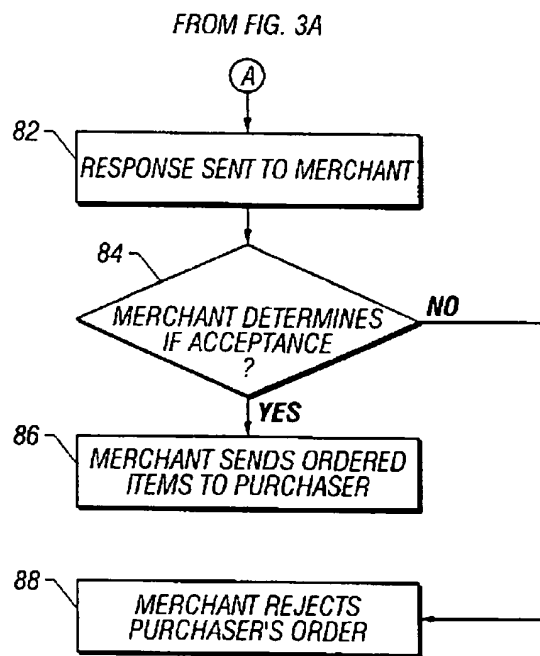 FROM FIG. 3A
A
82
RESPONSE SENT TO MERCHANT
84
MERCHANT DETERMINES
IF ACCEPTANCE
?
NO
YES
86
MERCHANT SENDS ORDERED
ITEMS TO PURCHASER
88
MERCHANT REJECTS
PURCHASER'S ORDER